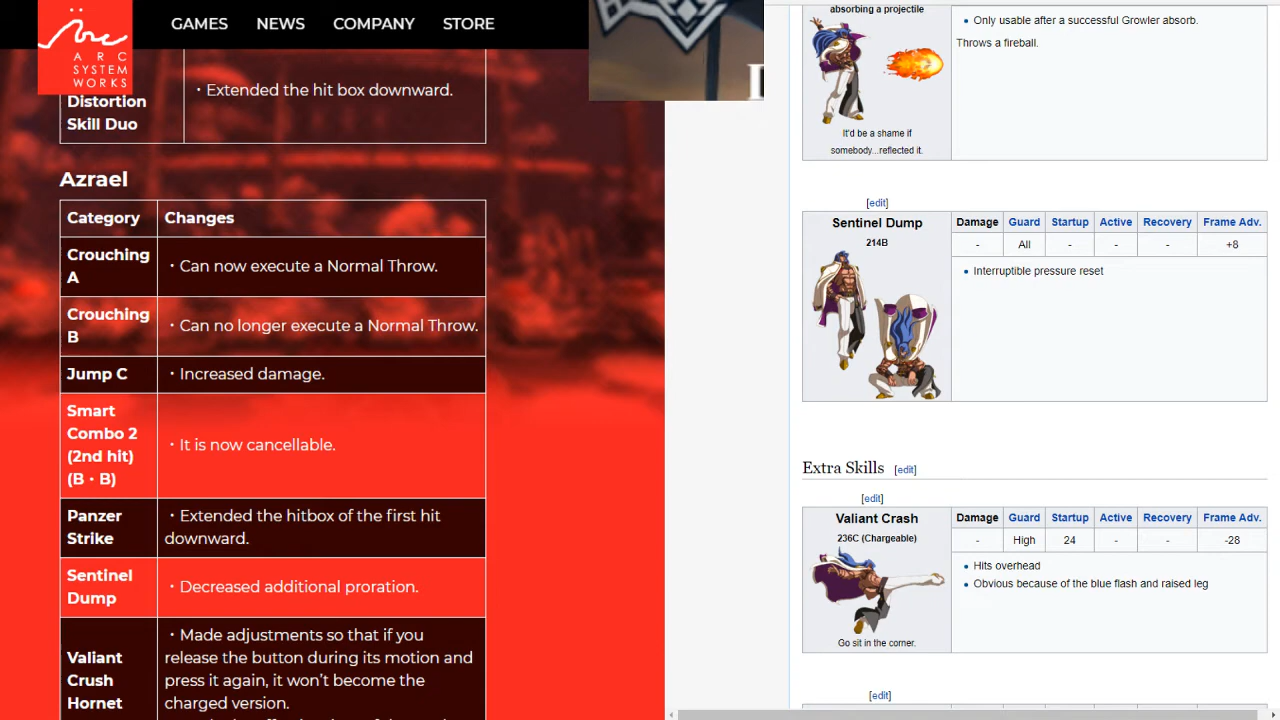 ARC
SYSTEM
WORKS
GAMES
NEWS
COMPANY
STORE
Distortion
Skill Duo
・Extended the hit box downward.
Azrael
Category
Changes
Crouching
A
・Can now execute a Normal Throw.
Crouching
B
・Can no longer execute a Normal Throw.
Jump C
・Increased damage.
Smart
Combo 2
(2nd hit)
(B・B)
・It is now cancellable.
Panzer
Strike
・Extended the hitbox of the first hit
downward.
Sentinel
Dump
・Decreased additional proration.
Valiant
Crush
Hornet
・Made adjustments so that if you
release the button during its motion and
press it again, it won't become the
charged version.
absorbing a projectile
It'd be a shame if
somebody...reflected it.
• Only usable after a successful Growler absorb.
Throws a fireball.
[edit]
Sentinel Dump
214B
Damage Guard Startup Active Recovery Frame Adv.
- All - - - +8
• Interruptible pressure reset
Extra Skills [edit]
[edit]
Valiant Crash
236C (Chargeable)
Go sit in the corner.
Damage Guard Startup Active Recovery Frame Adv.
- High 24 - - -28
• Hits overhead
• Obvious because of the blue flash and raised leg
[edit]